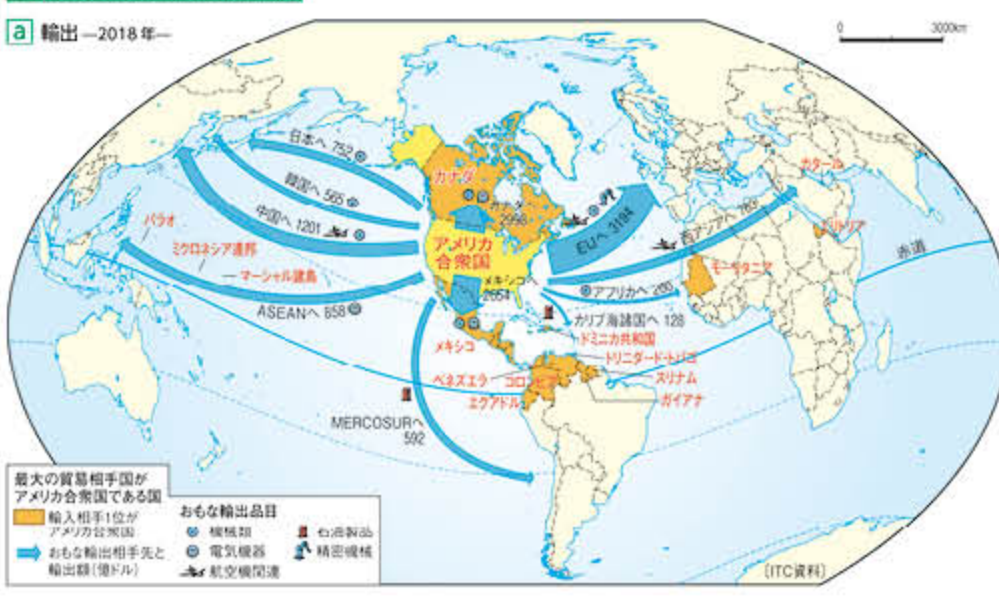 a 輸出 ―2018年―
0 3000km
日本へ 752
韓国へ 565
中国へ 1201
ASEANへ 858
パラオ
ミクロネシア連邦
マーシャル諸島
カナダ
カナダへ
アメリカ
合衆国
メキシコへ
メキシコ
EUへ 3194
西アジアへ
カタール
エリトリア
モーリタニア
赤道
アフリカへ
カリブ海諸国へ 128
ドミニカ共和国
トリニダード・トバゴ
ベネズエラ
コロンビア
スリナム
エクアドル
ガイアナ
MERCOSURへ
592
最大の貿易相手国が
アメリカ合衆国である国
輸入相手1位が
アメリカ合衆国
おもな輸出相手先と
輸出額(億ドル)
おもな輸出品目
機械類
電気機器
航空機関連
石油製品
精密機械
〔ITC資料〕